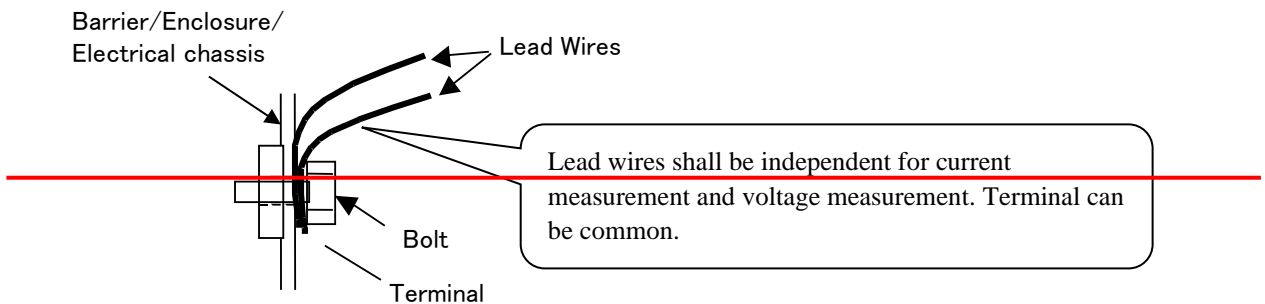 Barrier/Enclosure/
Electrical chassis
Lead Wires
Lead wires shall be independent for current
measurement and voltage measurement. Terminal can
be common.
Bolt
Terminal